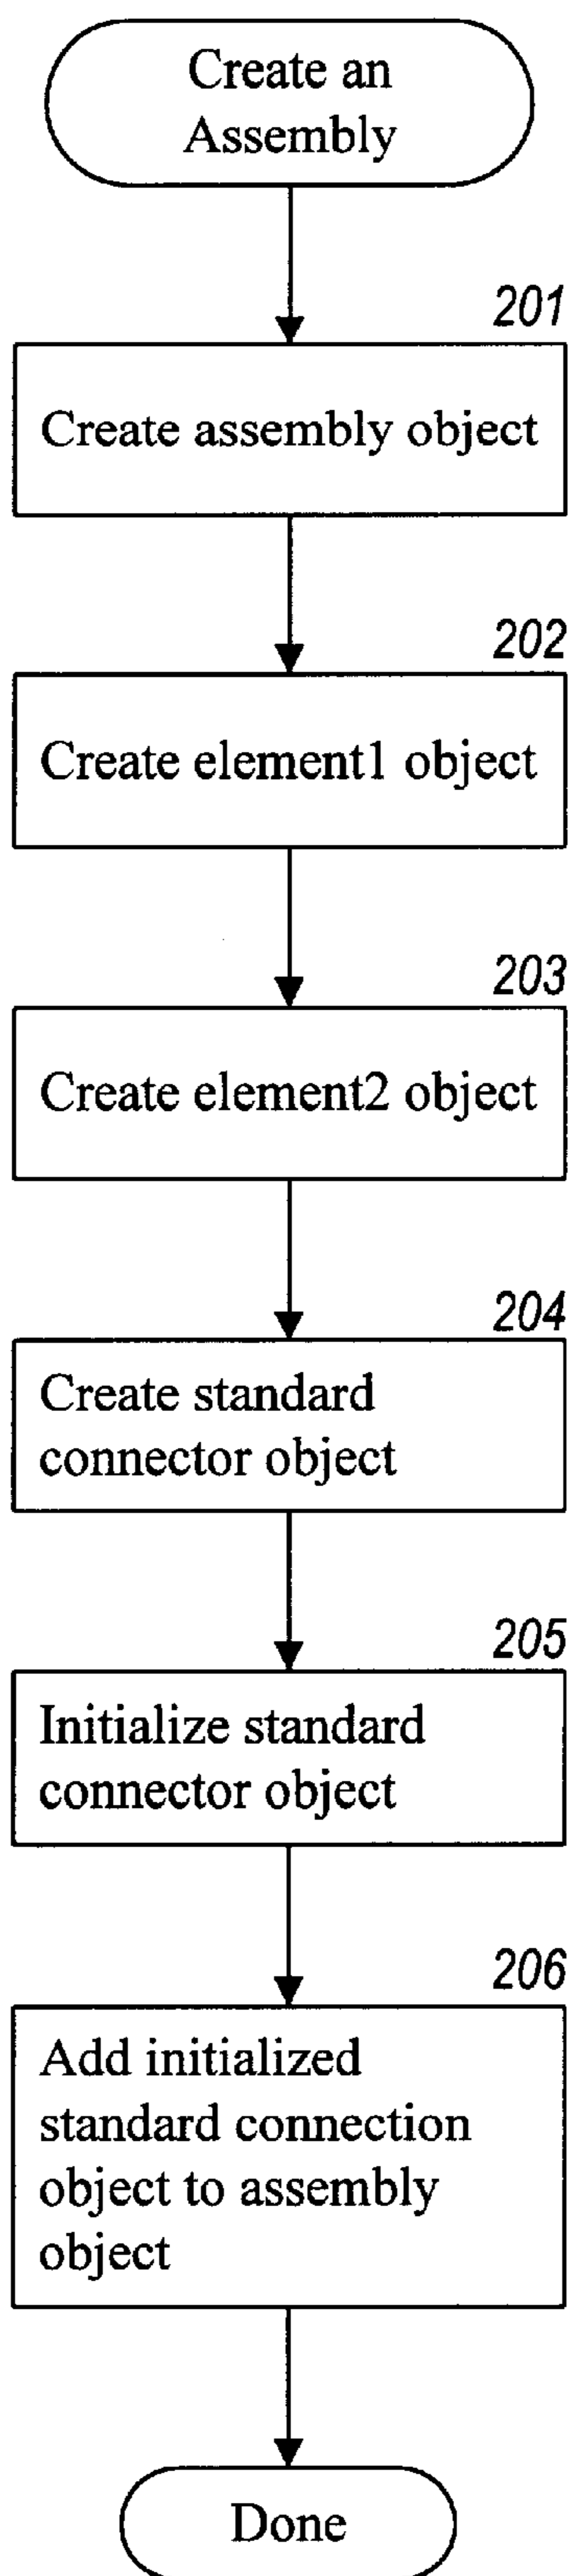 Create an
Assembly
201
Create assembly object
202
Create element1 object
203
Create element2 object
204
Create standard
connector object
205
Initialize standard
connector object
206
Add initialized
standard connection
object to assembly
object
Done